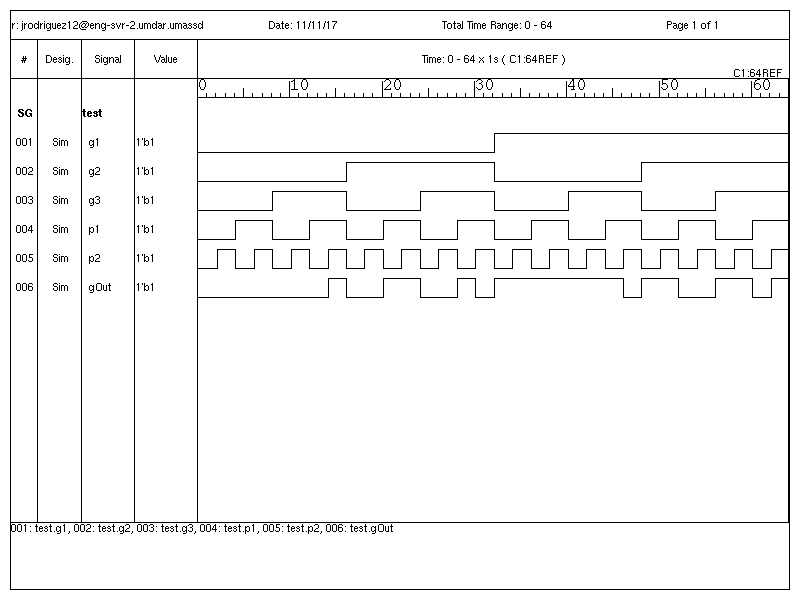 r: jrodriguez12@eng-svr-2.umdar.umassd Date: 11/11/17 Total Time Range: 0 - 64 Page 1 of 1
# Desig. Signal Value Time: 0 - 64 x 1s ( C1:64REF )
C1:64REF
0 10 20 30 40 50 60
SG test
001 Sim g1 1'b1
002 Sim g2 1'b1
003 Sim g3 1'b1
004 Sim p1 1'b1
005 Sim p2 1'b1
006 Sim gOut 1'b1
001: test.g1, 002: test.g2, 003: test.g3, 004: test.p1, 005: test.p2, 006: test.gOut